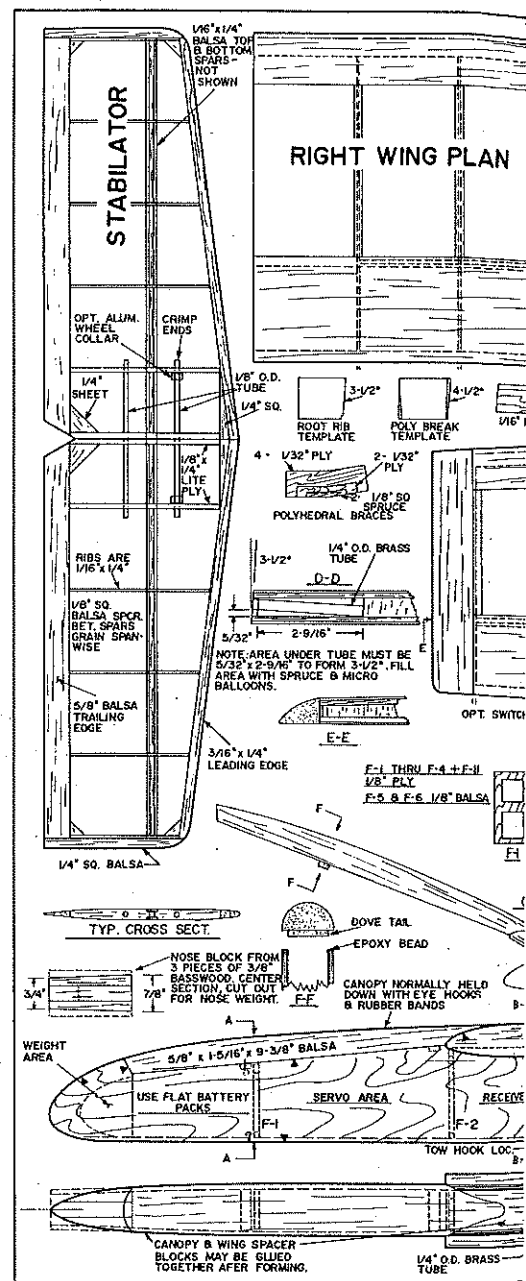 1/16" x 1/4"
BALSA TOP
& BOTTOM
SPARS-
NOT
SHOWN
STABILATOR
RIGHT WING PLAN
OPT. ALUM.
WHEEL
COLLAR
CRIMP
ENDS
1/4"
SHEET
1/8" O.D.
TUBE
1/4" SQ.
1/8" x
1/4"
LITE
PLY
3-1/2°
ROOT RIB
TEMPLATE
4-1/2°
POLY BREAK
TEMPLATE
1/16"
4- 1/32" PLY
2- 1/32"
PLY
2- 1/8" SQ
SPRUCE
POLYHEDRAL BRACES
3-1/2°
1/4" O.D. BRASS
TUBE
D-D
5/32"
2-9/16"
NOTE: AREA UNDER TUBE MUST BE
5/32" x 2-9/16" TO FORM 3-1/2°. FILL
AREA WITH SPRUCE & MICRO
BALLOONS.
E-E
E
OPT. SWITCH
RIBS ARE
1/16" x 1/4"
1/8" SQ.
BALSA SPCR.
BET. SPARS
GRAIN SPAN-
WISE
5/8" BALSA
TRAILING
EDGE
3/16" x 1/4"
LEADING EDGE
1/4" SQ. BALSA
F-1 THRU F-4 + F-11
1/8" PLY
F-5 & F-6 1/8" BALSA
F-1
F
F
TYP. CROSS SECT.
DOVE TAIL
EPOXY BEAD
F-F
3/4"
7/8"
NOSE BLOCK FROM
3 PIECES OF 3/8"
BASSWOOD. CENTER
SECTION, CUT OUT
FOR NOSE WEIGHT.
CANOPY NORMALLY HELD
DOWN WITH EYE HOOKS
& RUBBER BANDS
B-
WEIGHT
AREA
A
5/8" x 1-5/16" x 9-3/8" BALSA
USE FLAT BATTERY
PACKS
F-1
SERVO AREA
F-2
RECEIVE
A
TOW HOOK LOC.
CANOPY & WING SPACER
BLOCKS MAY BE GLUED
TOGETHER AFER FORMING.
1/4" O.D. BRASS
TUBE